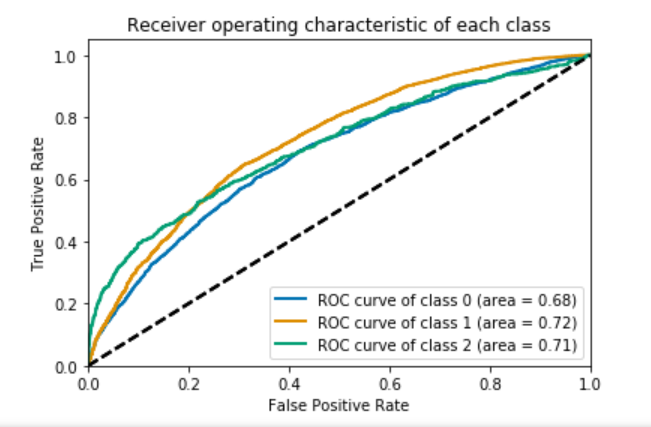 Receiver operating characteristic of each class
True Positive Rate
1.0
0.8
0.6
0.4
0.2
0.0
ROC curve of class 0 (area = 0.68)
ROC curve of class 1 (area = 0.72)
ROC curve of class 2 (area = 0.71)
0.0 0.2 0.4 0.6 0.8 1.0
False Positive Rate